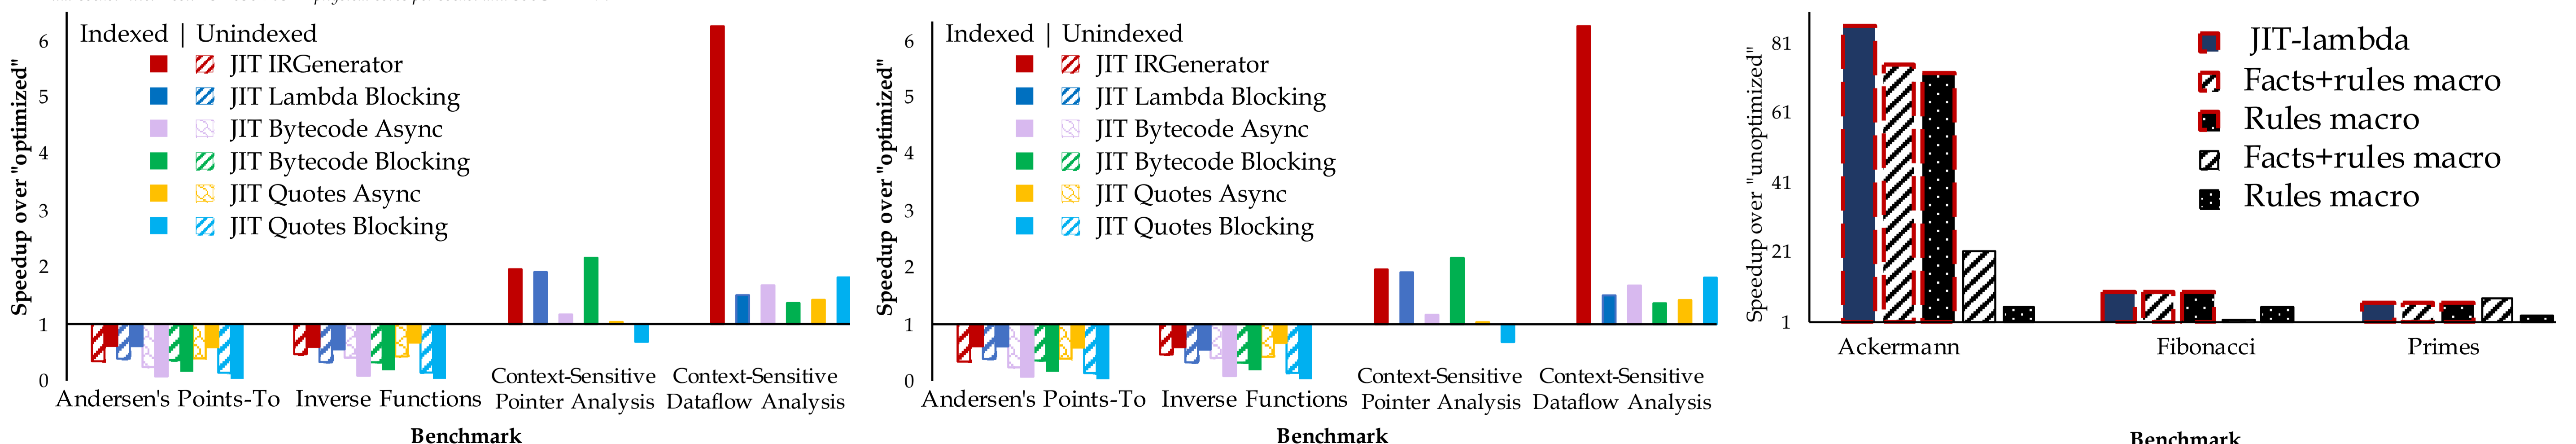 Indexed | Unindexed
JIT IRGenerator
JIT Lambda Blocking
JIT Bytecode Async
JIT Bytecode Blocking
JIT Quotes Async
JIT Quotes Blocking
Speedup over "optimized"
6
5
4
3
2
1
0
Andersen's Points-To
Inverse Functions
Context-Sensitive
Pointer Analysis
Context-Sensitive
Dataflow Analysis
Benchmark
Indexed | Unindexed
JIT IRGenerator
JIT Lambda Blocking
JIT Bytecode Async
JIT Bytecode Blocking
JIT Quotes Async
JIT Quotes Blocking
Speedup over "optimized"
6
5
4
3
2
1
0
Andersen's Points-To
Inverse Functions
Context-Sensitive
Pointer Analysis
Context-Sensitive
Dataflow Analysis
Benchmark
JIT-lambda
Facts+rules macro
Rules macro
Facts+rules macro
Rules macro
Speedup over "unoptimized"
81
61
41
21
1
Ackermann
Fibonacci
Primes
Benchmark